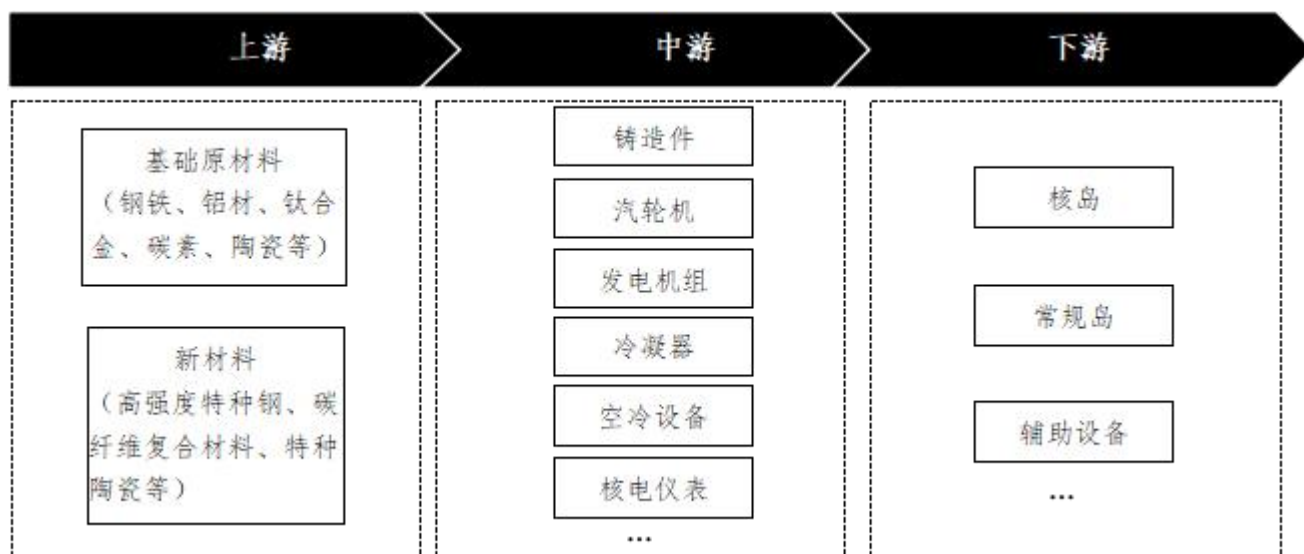 上游
中游
下游
基础原材料
（钢铁、铝材、钛合
金、碳素、陶瓷等）
新材料
（高强度特种钢、碳
纤维复合材料、特种
陶瓷等）
铸造件
汽轮机
发电机组
冷凝器
空冷设备
核电仪表
...
核岛
常规岛
辅助设备
...